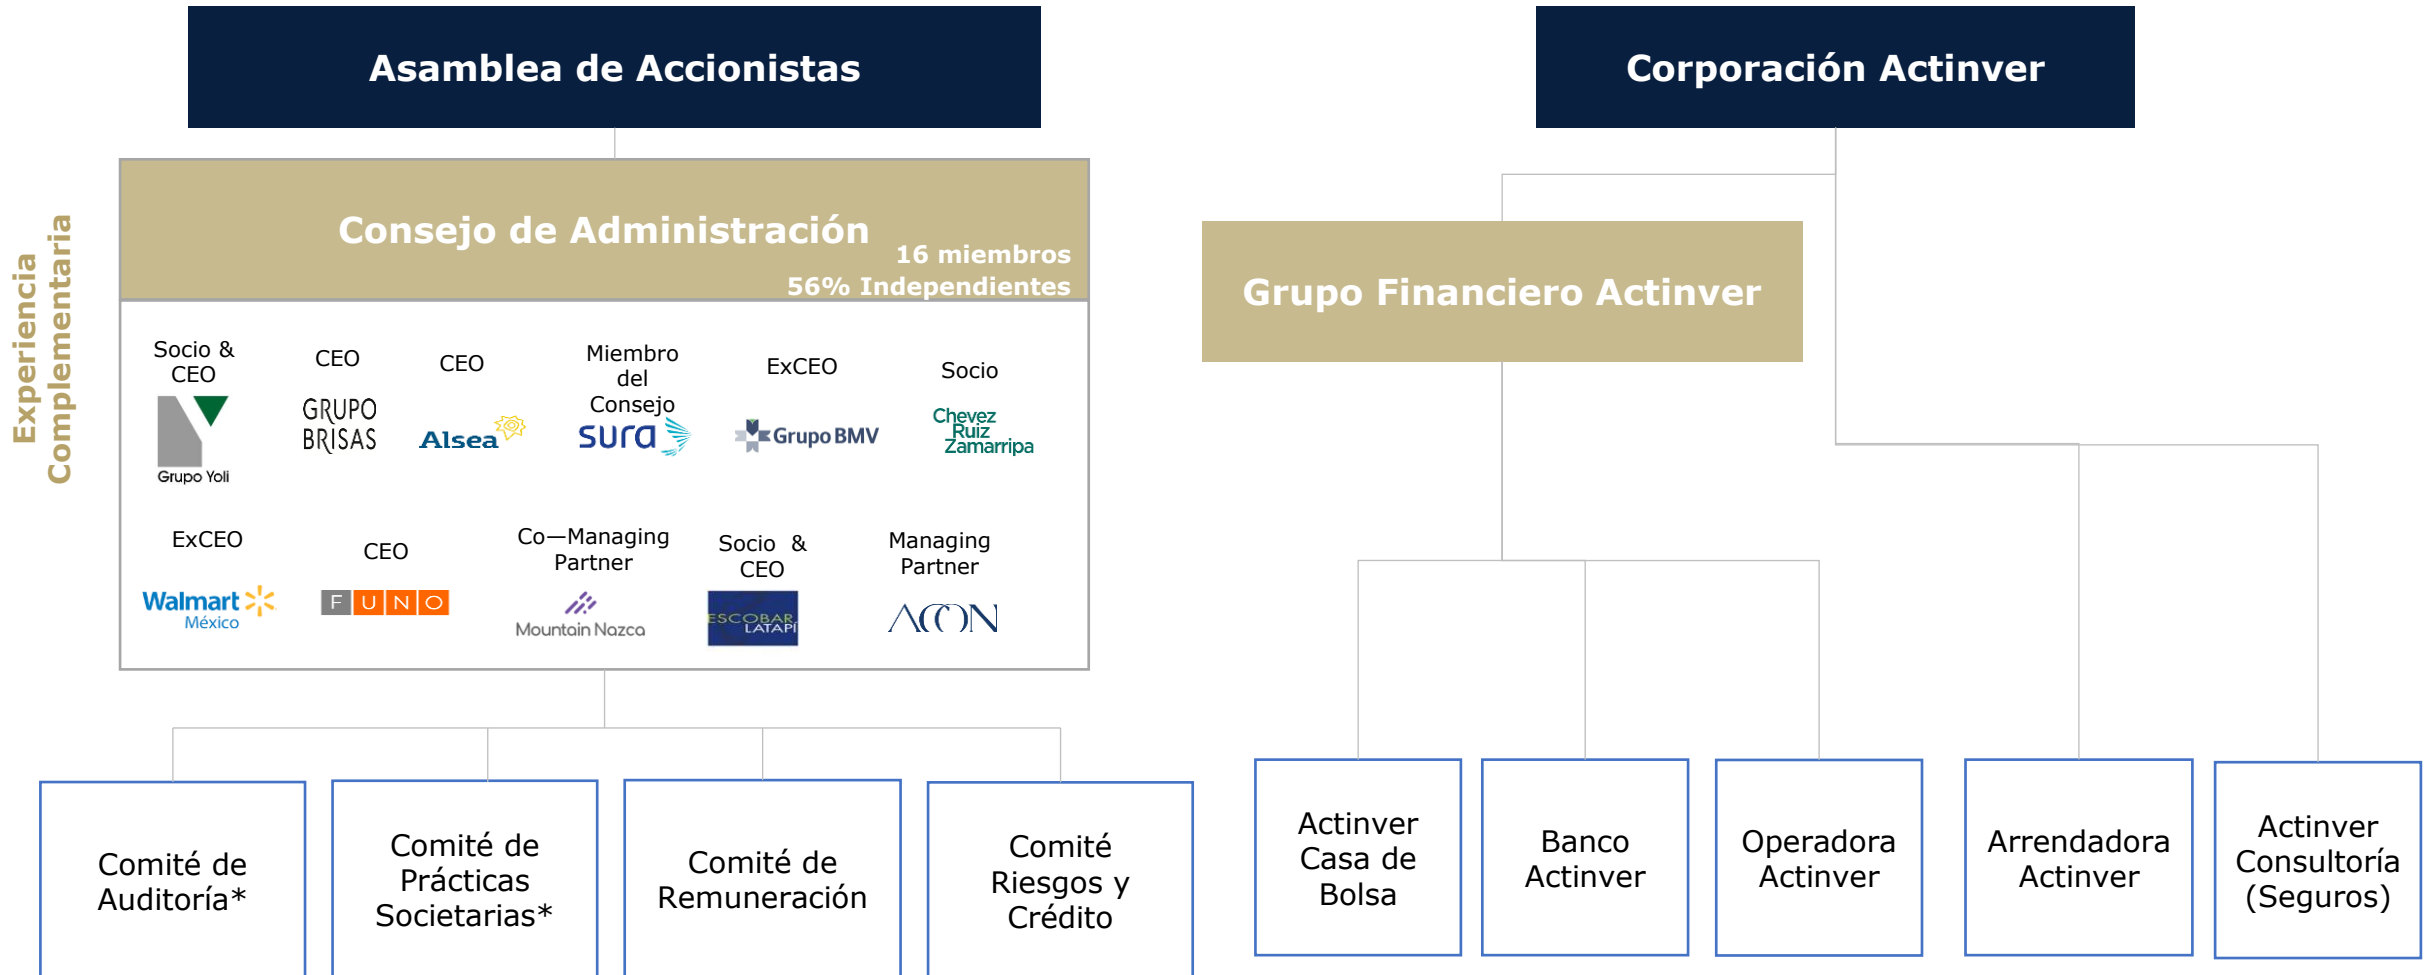 Asamblea de Accionistas
Experiencia
Complementaria
Consejo de Administración
16 miembros
56% Independientes
Socio &
CEO
Grupo Yoli
CEO
GRUPO
BRISAS
CEO
Alsea
Miembro
del
Consejo
sura
ExCEO
Grupo BMV
Socio
Chevez
Ruiz
Zamarripa
ExCEO
Walmart
México
CEO
FUNO
Co—Managing
Partner
Mountain Nazca
Socio &
CEO
ESCOBAR
LATAPI
Managing
Partner
ACON
Comité de
Auditoría*
Comité de
Prácticas
Societarias*
Comité de
Remuneración
Comité
Riesgos y
Crédito
Corporación Actinver
Grupo Financiero Actinver
Actinver
Casa de
Bolsa
Banco
Actinver
Operadora
Actinver
Arrendadora
Actinver
Actinver
Consultoría
(Seguros)